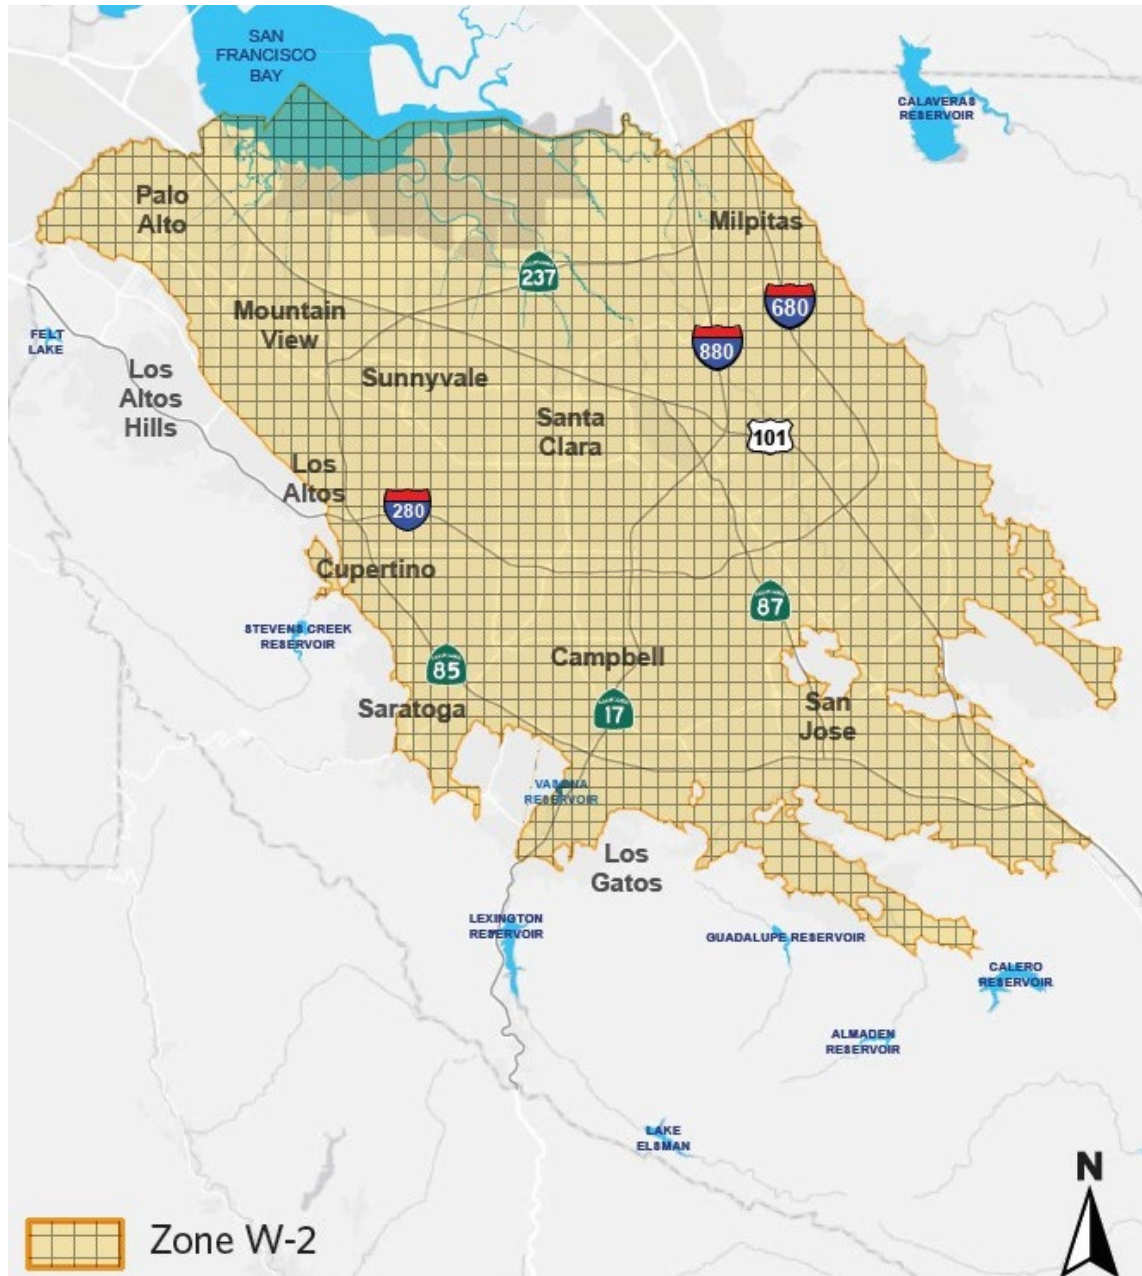 SAN
FRANCISCO
BAY
CALAVERAS
RESERVOIR
Palo
Alto
Milpitas
237
680
Mountain
View
880
FELT
LAKE
Los
Altos
Hills
Sunnyvale
Santa
Clara
101
Los
Altos
280
Cupertino
87
STEVENS CREEK
RESERVOIR
85
Campbell
Saratoga
17
San
Jose
VASONA
RESERVOIR
Los
Gatos
LEXINGTON
RESERVOIR
GUADALUPE RESERVOIR
CALERO
RESERVOIR
ALMADEN
RESERVOIR
LAKE
ELSMAN
N
Zone W-2